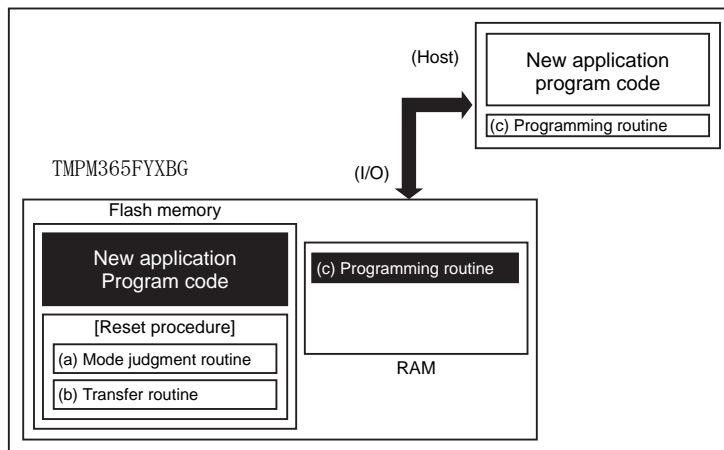 (Host)
New application
program code
(c) Programming routine
TMPM365FYXBG
(I/O)
Flash memory
New application
Program code
(c) Programming routine
[Reset procedure]
(a) Mode judgment routine
(b) Transfer routine
RAM